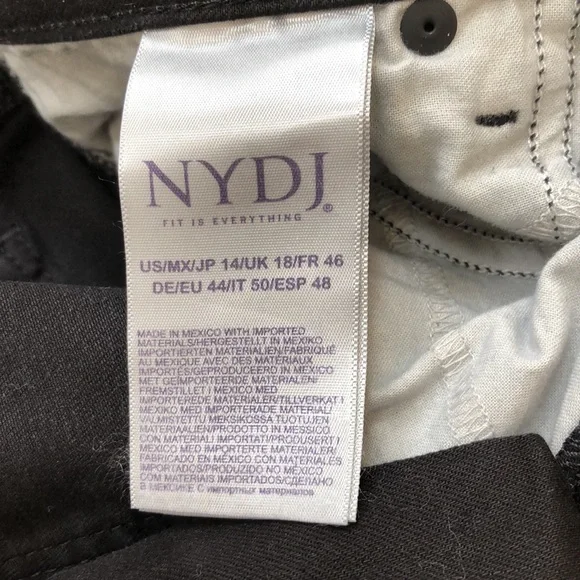 NYDJ®
FIT IS EVERYTHING
US/MX/JP 14/UK 18/FR 46
DE/EU 44/IT 50/ESP 48
MADE IN MEXICO WITH IMPORTED
MATERIALS/HERGESTELLT IN MEXIKO
IMPORTIERTEN MATERIALIEN/FABRIQUÉ
AU MEXIQUE AVEC DES MATÉRIAUX
IMPORTÉS/GEPRODUCEERD IN MEXICO
MET GEÏMPORTEERDE MATERIALEN/
FREMSTILLET I MEXICO MED
IMPORTEREDE MATERIALER/TILLVERKAT I
MEXIKO MED IMPORTERADE MATERIAL/
VALMISTETTU MEKSIKOSSA TUOTUJEN
MATERIAALIEN/PRODOTTO IN MESSICO
CON MATERIALI IMPORTATI/PRODUSERT I
MEXICO MED IMPORTERTE MATERIALER/
FABRICADO EN MÉXICO CON MATERIALES
IMPORTADOS/PRODUZIDO NO MÉXICO
COM MATERIAIS IMPORTADOS/СДЕЛАНО
В МЕКСИКЕ С импортных материалов